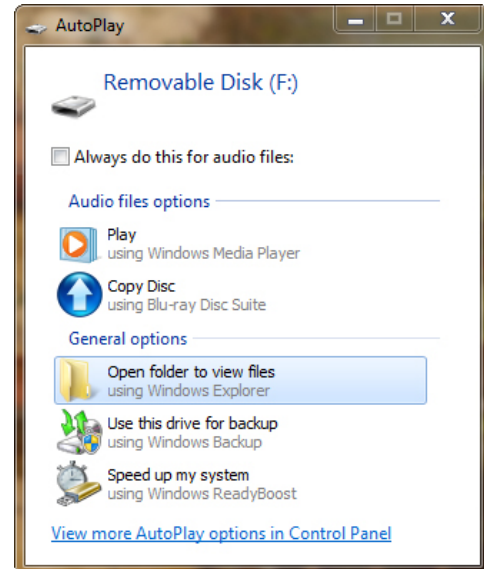 AutoPlay
Removable Disk (F:)
Always do this for audio files:
Audio files options
Play
using Windows Media Player
Copy Disc
using Blu-ray Disc Suite
General options
Open folder to view files
using Windows Explorer
Use this drive for backup
using Windows Backup
Speed up my system
using Windows ReadyBoost
View more AutoPlay options in Control Panel